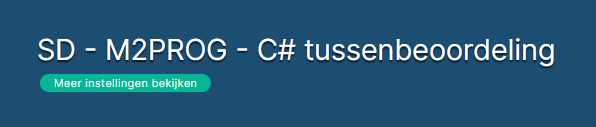 SD - M2PROG - C# tussenbeoordeling
Meer instellingen bekijken